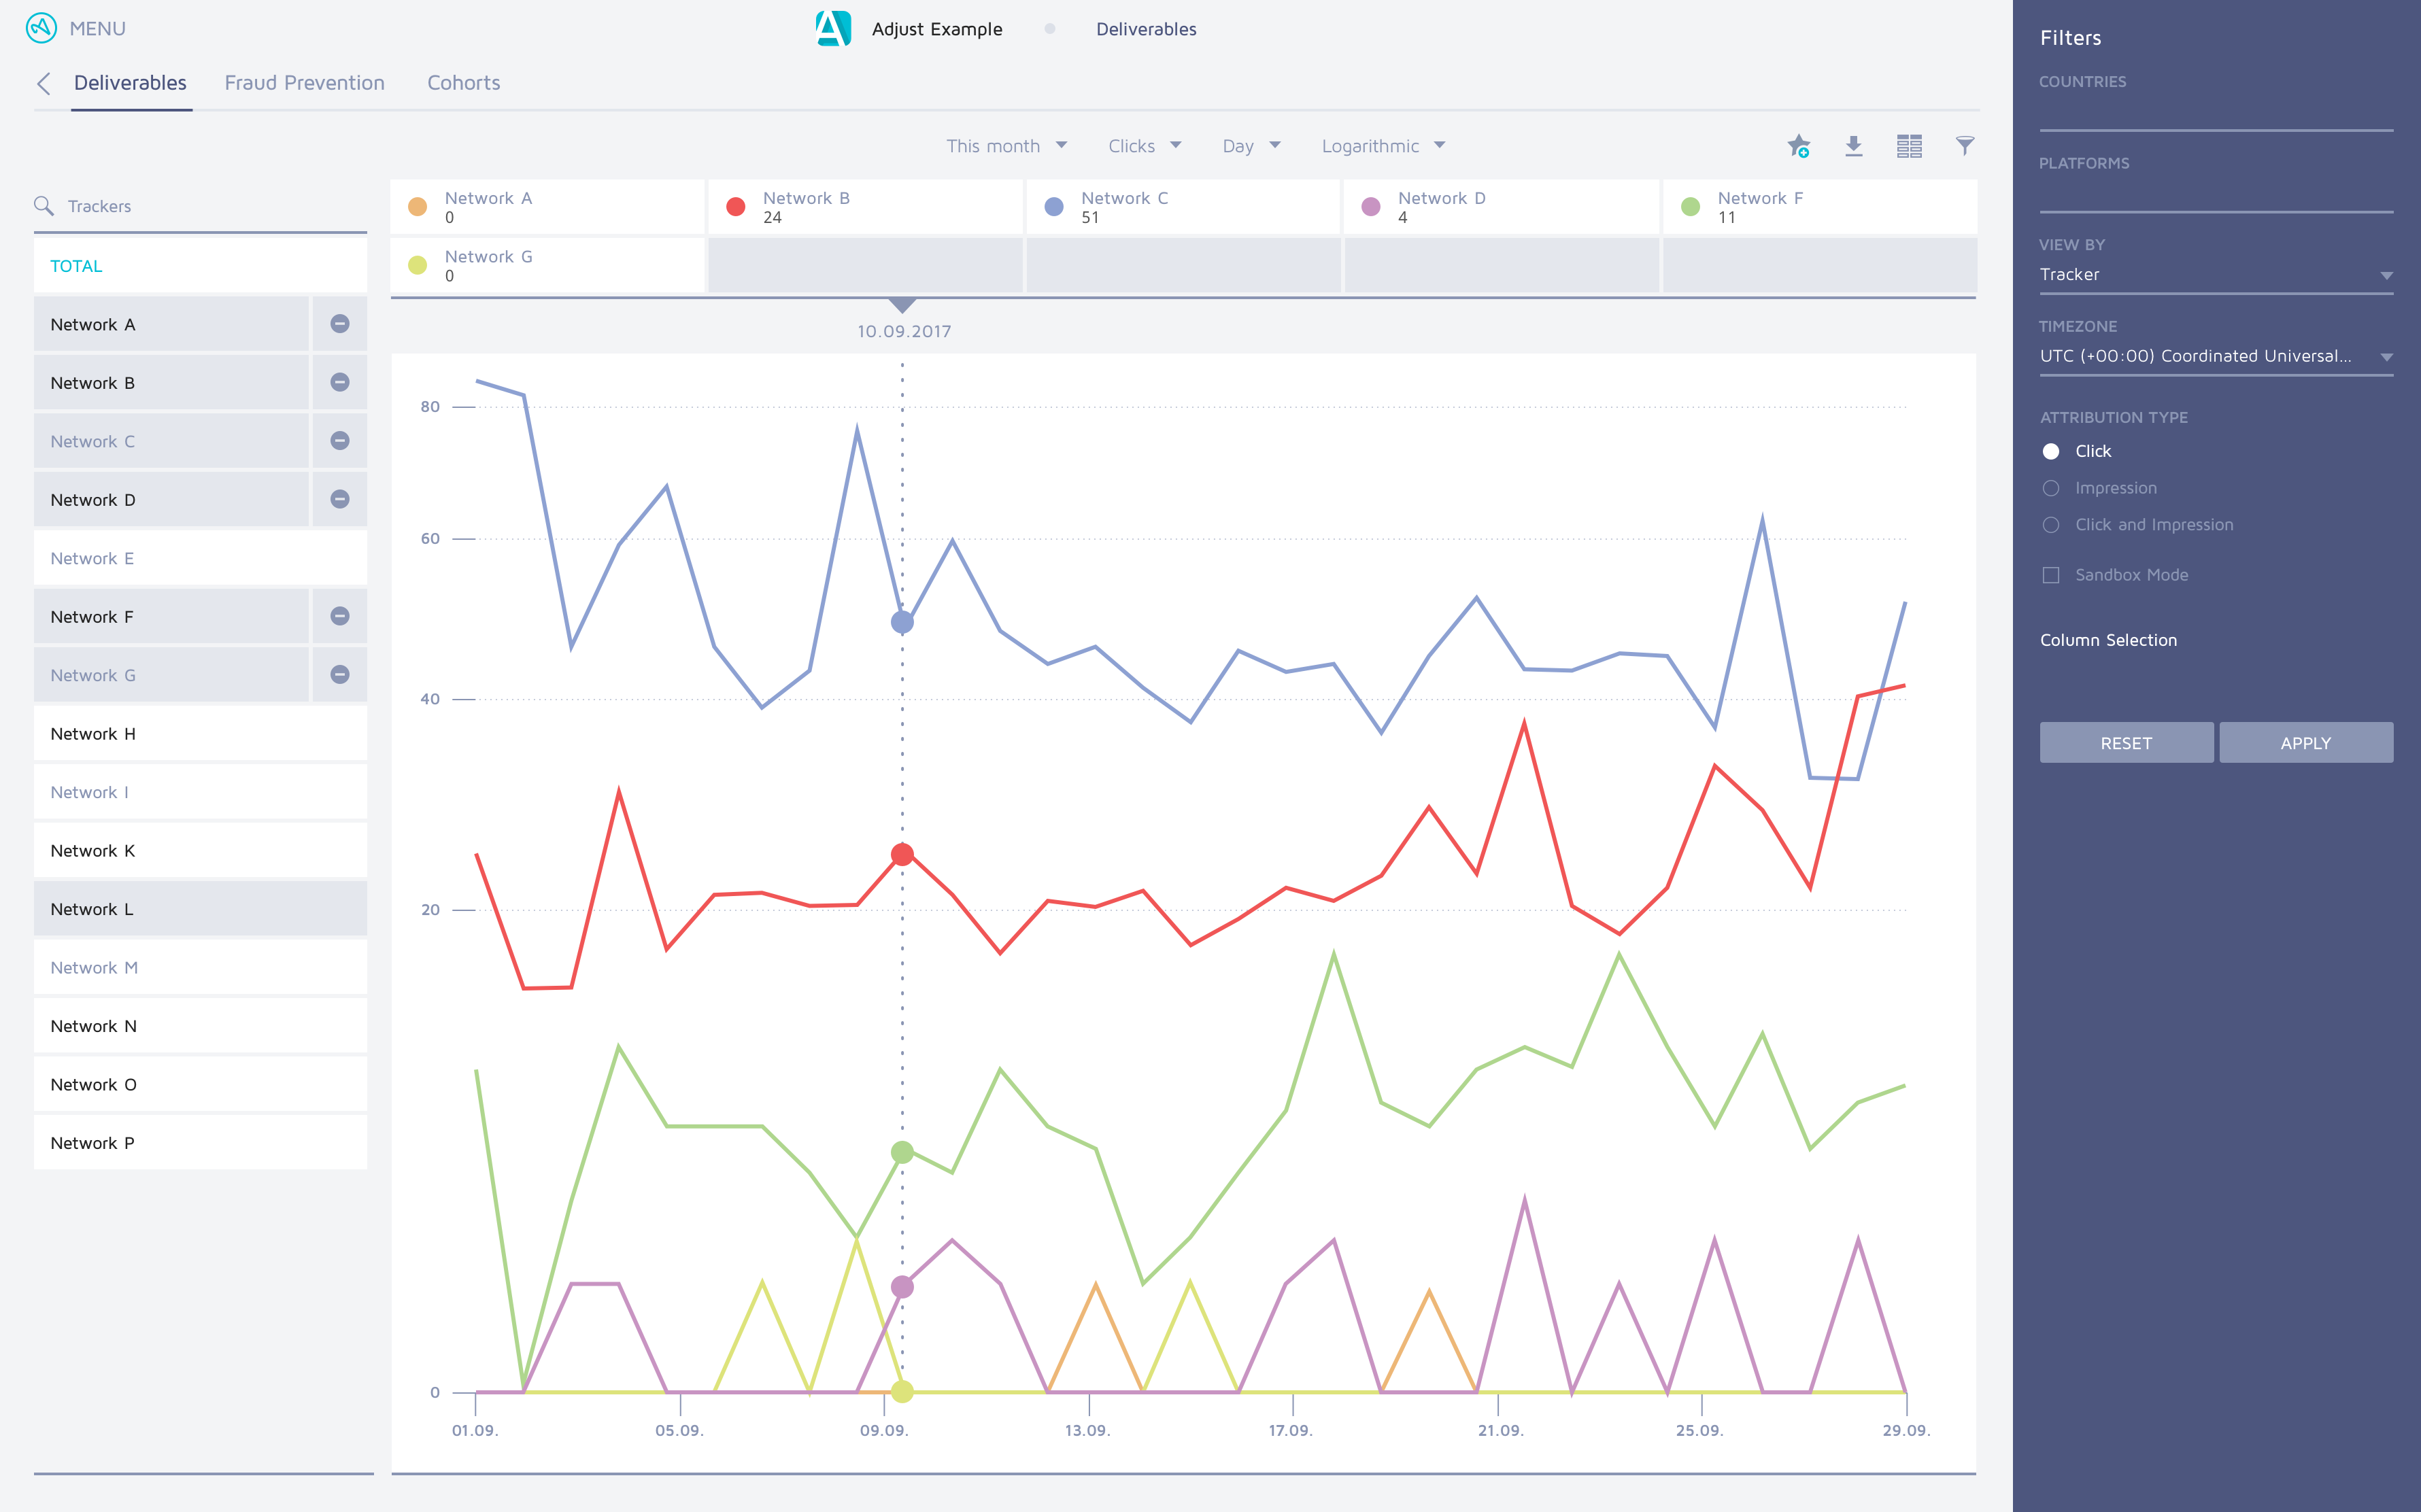 MENU
Adjust Example
Deliverables
Deliverables
Fraud Prevention
Cohorts
This month
Clicks
Day
Logarithmic
Trackers
TOTAL
Network A
Network B
Network C
Network D
Network E
Network F
Network G
Network H
Network I
Network K
Network L
Network M
Network N
Network O
Network P
Network A
0
Network B
24
Network C
51
Network D
4
Network F
11
Network G
0
10.09.2017
80
60
40
20
0
01.09.
05.09.
09.09.
13.09.
17.09.
21.09.
25.09.
29.09.
Filters
COUNTRIES
PLATFORMS
VIEW BY
Tracker
TIMEZONE
UTC (+00:00) Coordinated Universal...
ATTRIBUTION TYPE
Click
Impression
Click and Impression
Sandbox Mode
Column Selection
RESET
APPLY